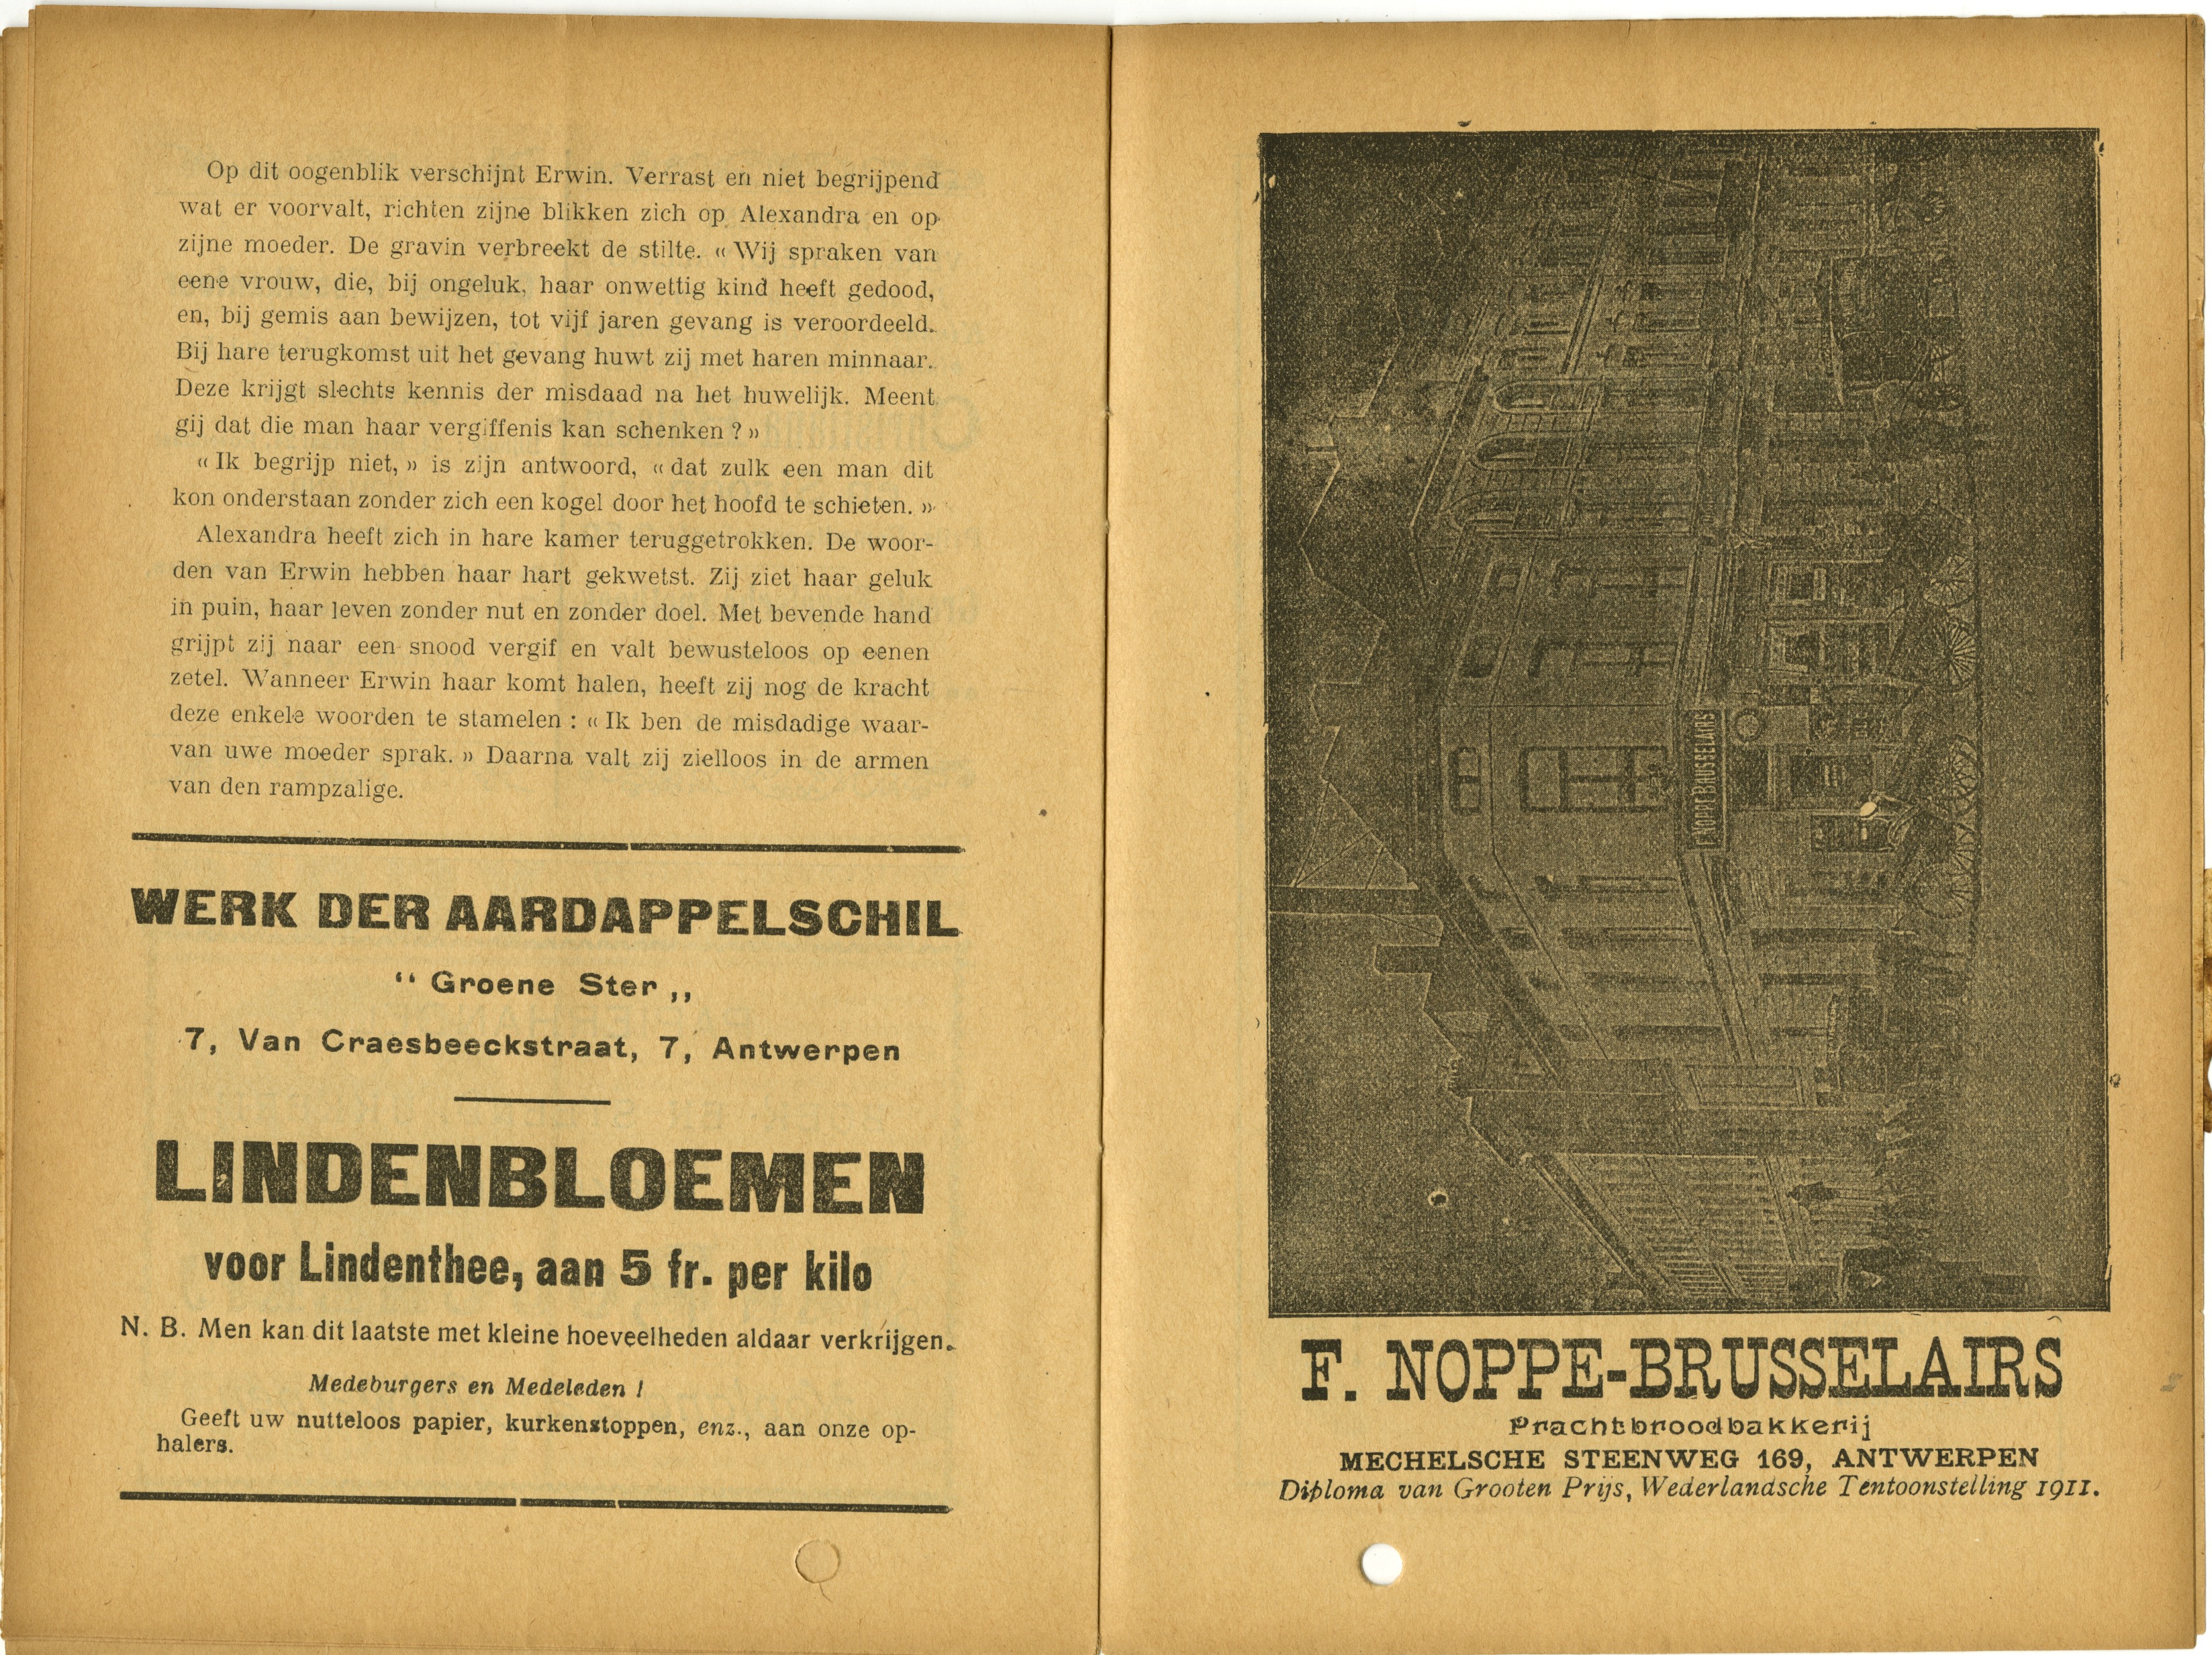 Op dit oogenblik verschijnt Erwin. Verrast en niet begrijpend
wat er voorvalt, richten zijne blikken zich op Alexandra en op
zijne moeder. De gravin verbreekt de stilte. « Wij spraken van
eene vrouw, die, bij ongeluk, haar onwettig kind heeft gedood,
en, bij gemis aan bewijzen, tot vijf jaren gevang is veroordeeld.
Bij hare terugkomst uit het gevang huwt zij met haren minnaar.
Deze krijgt slechts kennis der misdaad na het huwelijk. Meent
gij dat die man haar vergiffenis kan schenken ? »
« Ik begrijp niet, » is zijn antwoord, « dat zulk een man dit
kon onderstaan zonder zich een kogel door het hoofd te schieten. »
Alexandra heeft zich in hare kamer teruggetrokken. De woor-
den van Erwin hebben haar hart gekwetst. Zij ziet haar geluk
in puin, haar leven zonder nut en zonder doel. Met bevende hand
grijpt zij naar een snood vergif en valt bewusteloos op eenen
zetel. Wanneer Erwin haar komt halen, heeft zij nog de kracht
deze enkele woorden te stamelen : « Ik ben de misdadige waar-
van uwe moeder sprak. » Daarna valt zij zielloos in de armen
van den rampzalige.
WERK DER AARDAPPELSCHIL
“ Groene Ster „
7, Van Craesbeeckstraat, 7, Antwerpen
LINDENBLOEMEN
voor Lindenthee, aan 5 fr. per kilo
N. B. Men kan dit laatste met kleine hoeveelheden aldaar verkrijgen.
Medeburgers en Medeleden !
Geeft uw nutteloos papier, kurkenstoppen, enz., aan onze op-
halers.
F. NOPPE BRUSSELAIRS
F. NOPPE-BRUSSELAIRS
Prachtbroodbakkerij
MECHELSCHE STEENWEG 169, ANTWERPEN
Diploma van Grooten Prijs, Wederlandsche Tentoonstelling 1911.